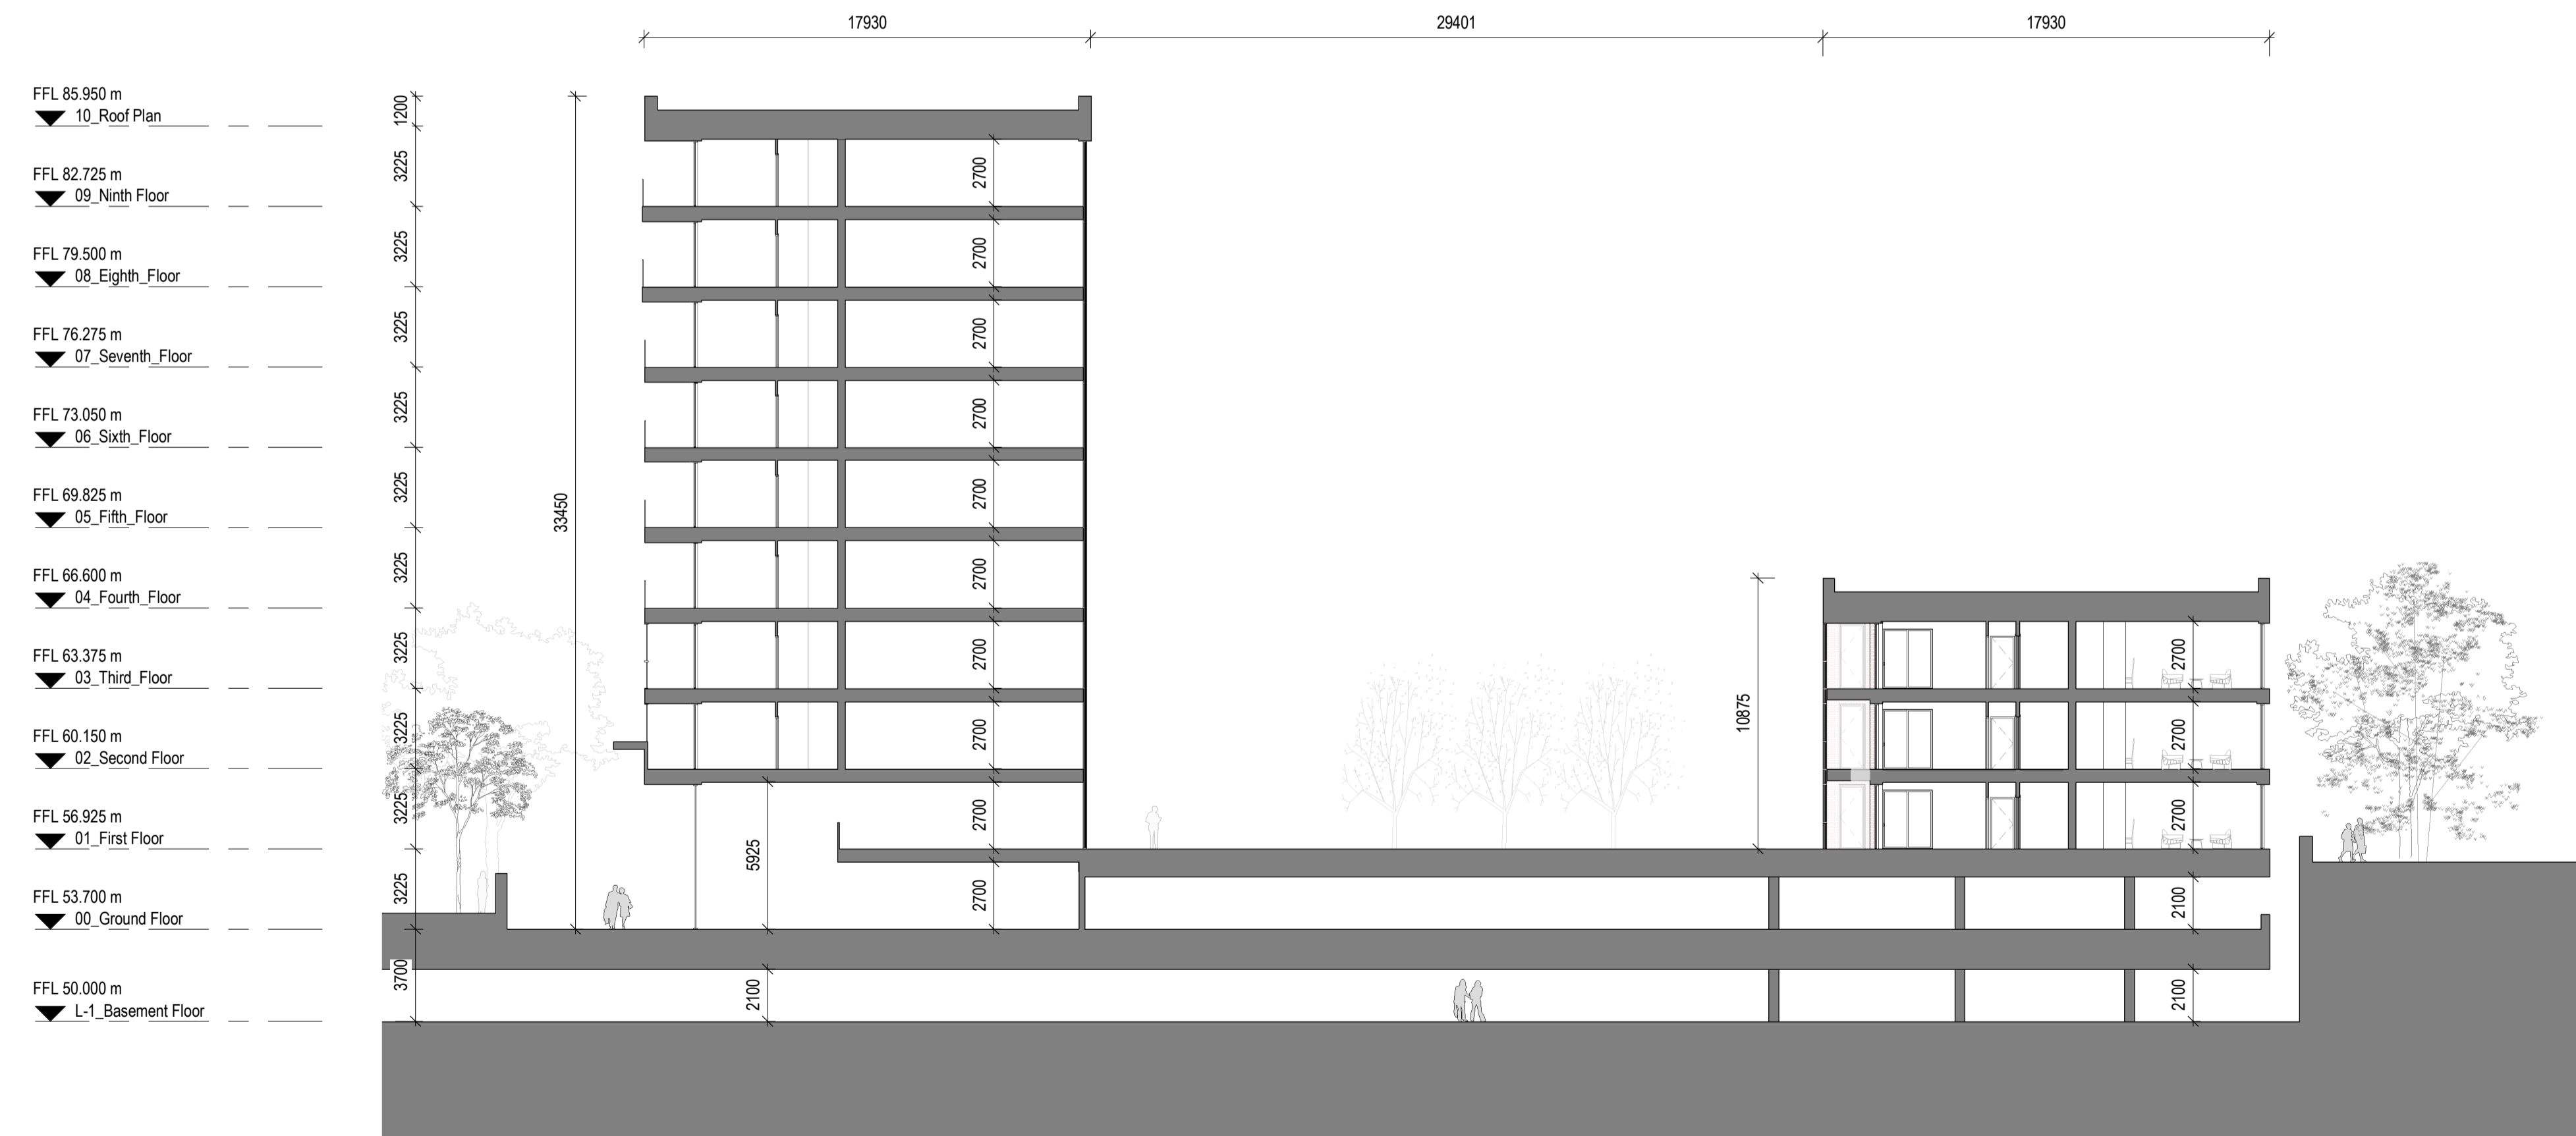 17930
29401
17930
FFL 85.950 m
10_Roof Plan
FFL 82.725 m
09_Ninth Floor
FFL 79.500 m
08_Eighth_Floor
FFL 76.275 m
07_Seventh_Floor
FFL 73.050 m
06_Sixth_Floor
FFL 69.825 m
05_Fifth_Floor
FFL 66.600 m
04_Fourth_Floor
FFL 63.375 m
03_Third_Floor
FFL 60.150 m
02_Second Floor
FFL 56.925 m
01_First Floor
FFL 53.700 m
00_Ground Floor
FFL 50.000 m
L-1_Basement Floor
1200
3225
3225
3225
3225
3225
3225
3225
3225
3225
3225
3700
33450
5925
2100
2700
2700
2700
2700
2700
2700
2700
2700
2700
2700
10875
2700
2700
2700
2100
2100